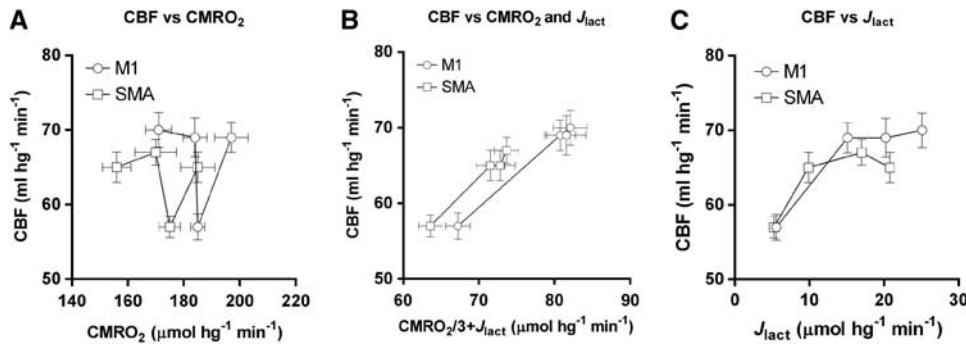 A
CBF vs CMRO₂
80
70
60
50
CBF (ml hg⁻¹ min⁻¹)
M1
SMA
140 160 180 200 220
CMRO₂ (μmol hg⁻¹ min⁻¹)
B
CBF vs CMRO₂ and Jlact
80
70
60
50
CBF (ml hg⁻¹ min⁻¹)
M1
SMA
60 70 80 90
CMRO₂/3+Jlact (μmol hg⁻¹ min⁻¹)
C
CBF vs Jlact
80
70
60
50
CBF (ml hg⁻¹ min⁻¹)
M1
SMA
0 5 10 15 20 25 30
Jlact (μmol hg⁻¹ min⁻¹)